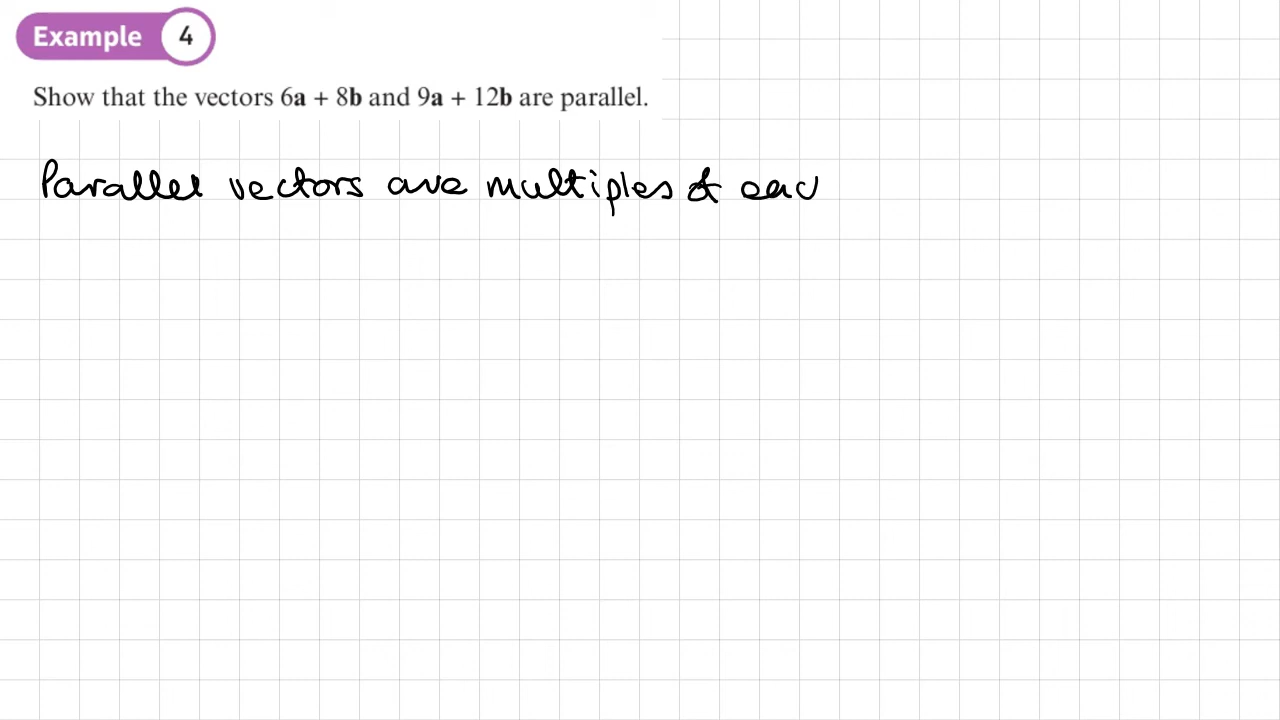 Example 4
Show that the vectors 6a + 8b and 9a + 12b are parallel.
Parallel vectors are multiples of eac